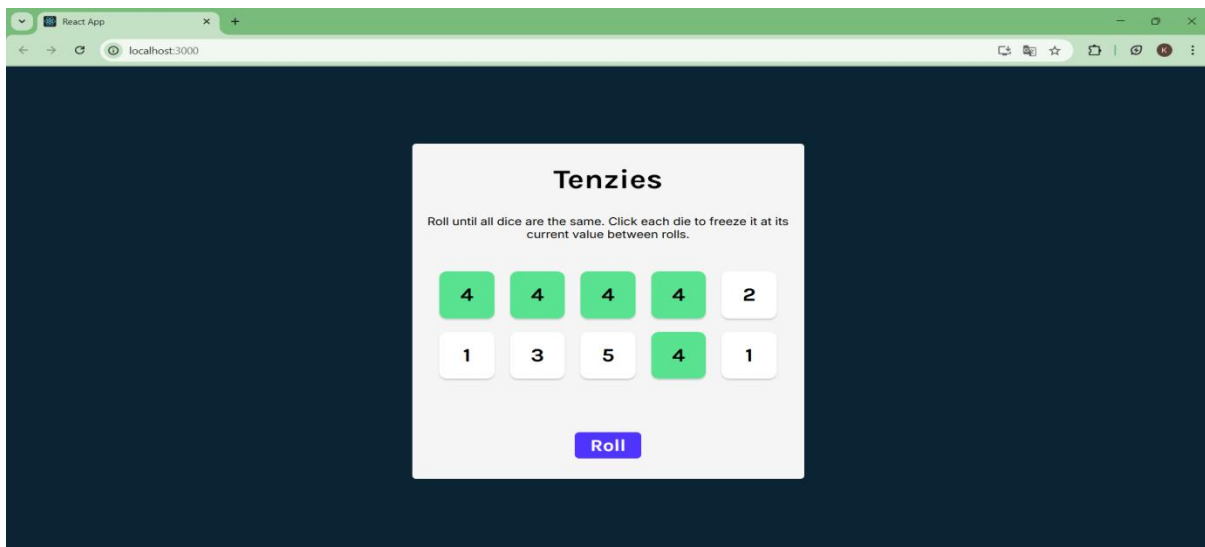 React App
localhost:3000
K
Tenzies
Roll until all dice are the same. Click each die to freeze it at its
current value between rolls.
4 4 4 4 2
1 3 5 4 1
Roll